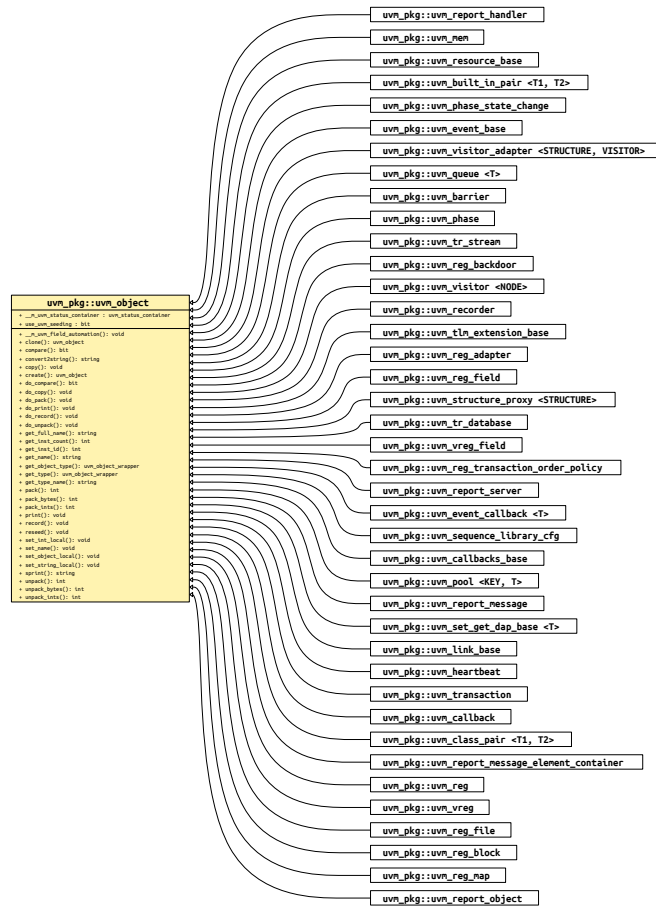 uvm_pkg::uvm_object
+ __m_uvm_status_container : uvm_status_container
+ use_uvm_seeding : bit
+ __m_uvm_field_automation(): void
+ clone(): uvm_object
+ compare(): bit
+ convert2string(): string
+ copy(): void
+ create(): uvm_object
+ do_compare(): bit
+ do_copy(): void
+ do_pack(): void
+ do_print(): void
+ do_record(): void
+ do_unpack(): void
+ get_full_name(): string
+ get_inst_count(): int
+ get_inst_id(): int
+ get_name(): string
+ get_object_type(): uvm_object_wrapper
+ get_type(): uvm_object_wrapper
+ get_type_name(): string
+ pack(): int
+ pack_bytes(): int
+ pack_ints(): int
+ print(): void
+ record(): void
+ reseed(): void
+ set_int_local(): void
+ set_name(): void
+ set_object_local(): void
+ set_string_local(): void
+ sprint(): string
+ unpack(): int
+ unpack_bytes(): int
+ unpack_ints(): int
uvm_pkg::uvm_report_handler
uvm_pkg::uvm_mem
uvm_pkg::uvm_resource_base
uvm_pkg::uvm_built_in_pair <T1, T2>
uvm_pkg::uvm_phase_state_change
uvm_pkg::uvm_event_base
uvm_pkg::uvm_visitor_adapter <STRUCTURE, VISITOR>
uvm_pkg::uvm_queue <T>
uvm_pkg::uvm_barrier
uvm_pkg::uvm_phase
uvm_pkg::uvm_tr_stream
uvm_pkg::uvm_reg_backdoor
uvm_pkg::uvm_visitor <NODE>
uvm_pkg::uvm_recorder
uvm_pkg::uvm_tlm_extension_base
uvm_pkg::uvm_reg_adapter
uvm_pkg::uvm_reg_field
uvm_pkg::uvm_structure_proxy <STRUCTURE>
uvm_pkg::uvm_tr_database
uvm_pkg::uvm_vreg_field
uvm_pkg::uvm_reg_transaction_order_policy
uvm_pkg::uvm_report_server
uvm_pkg::uvm_event_callback <T>
uvm_pkg::uvm_sequence_library_cfg
uvm_pkg::uvm_callbacks_base
uvm_pkg::uvm_pool <KEY, T>
uvm_pkg::uvm_report_message
uvm_pkg::uvm_set_get_dap_base <T>
uvm_pkg::uvm_link_base
uvm_pkg::uvm_heartbeat
uvm_pkg::uvm_transaction
uvm_pkg::uvm_callback
uvm_pkg::uvm_class_pair <T1, T2>
uvm_pkg::uvm_report_message_element_container
uvm_pkg::uvm_reg
uvm_pkg::uvm_vreg
uvm_pkg::uvm_reg_file
uvm_pkg::uvm_reg_block
uvm_pkg::uvm_reg_map
uvm_pkg::uvm_report_object